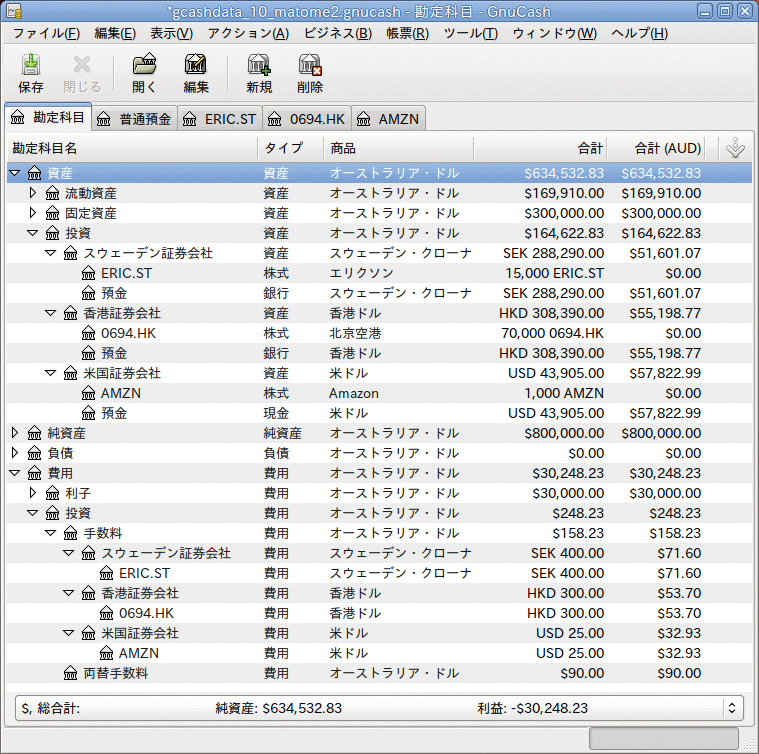 *gcashdata_10_matome2.gnucash - 勘定科目 - GnuCash
ファイル(F) 編集(E) 表示(V) アクション(A) ビジネス(B) 帳票(R) ツール(T) ウィンドウ(W) ヘルプ(H)
保存 閉じる 開く 編集 新規 削除
勘定科目 普通預金 ERIC.ST 0694.HK AMZN
勘定科目名 タイプ 商品 合計 合計 (AUD)
資産 資産 オーストラリア・ドル $634,532.83 $634,532.83
流動資産 資産 オーストラリア・ドル $169,910.00 $169,910.00
固定資産 資産 オーストラリア・ドル $300,000.00 $300,000.00
投資 資産 オーストラリア・ドル $164,622.83 $164,622.83
スウェーデン証券会社 資産 スウェーデン・クローナ SEK 288,290.00 $51,601.07
ERIC.ST 株式 エリクソン 15,000 ERIC.ST $0.00
預金 銀行 スウェーデン・クローナ SEK 288,290.00 $51,601.07
香港証券会社 資産 香港ドル HKD 308,390.00 $55,198.77
0694.HK 株式 北京空港 70,000 0694.HK $0.00
預金 銀行 香港ドル HKD 308,390.00 $55,198.77
米国証券会社 資産 米ドル USD 43,905.00 $57,822.99
AMZN 株式 Amazon 1,000 AMZN $0.00
預金 現金 米ドル USD 43,905.00 $57,822.99
純資産 純資産 オーストラリア・ドル $800,000.00 $800,000.00
負債 負債 オーストラリア・ドル $0.00 $0.00
費用 費用 オーストラリア・ドル $30,248.23 $30,248.23
利子 費用 オーストラリア・ドル $30,000.00 $30,000.00
投資 費用 オーストラリア・ドル $248.23 $248.23
手数料 費用 オーストラリア・ドル $158.23 $158.23
スウェーデン証券会社 費用 スウェーデン・クローナ SEK 400.00 $71.60
ERIC.ST 費用 スウェーデン・クローナ SEK 400.00 $71.60
香港証券会社 費用 香港ドル HKD 300.00 $53.70
0694.HK 費用 香港ドル HKD 300.00 $53.70
米国証券会社 費用 米ドル USD 25.00 $32.93
AMZN 費用 米ドル USD 25.00 $32.93
両替手数料 費用 オーストラリア・ドル $90.00 $90.00
$, 総合計: 純資産: $634,532.83 利益: -$30,248.23